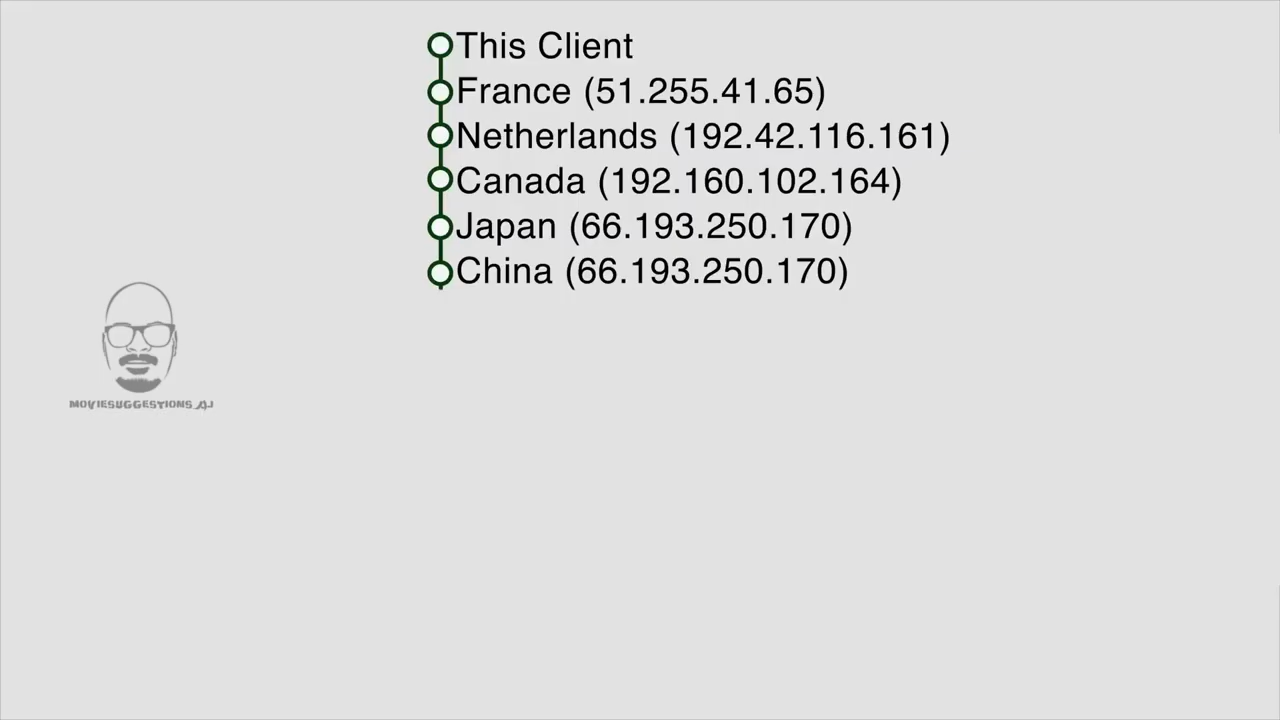 This Client
France (51.255.41.65)
Netherlands (192.42.116.161)
Canada (192.160.102.164)
Japan (66.193.250.170)
China (66.193.250.170)
MOVIESUGGESTIONS_AJ